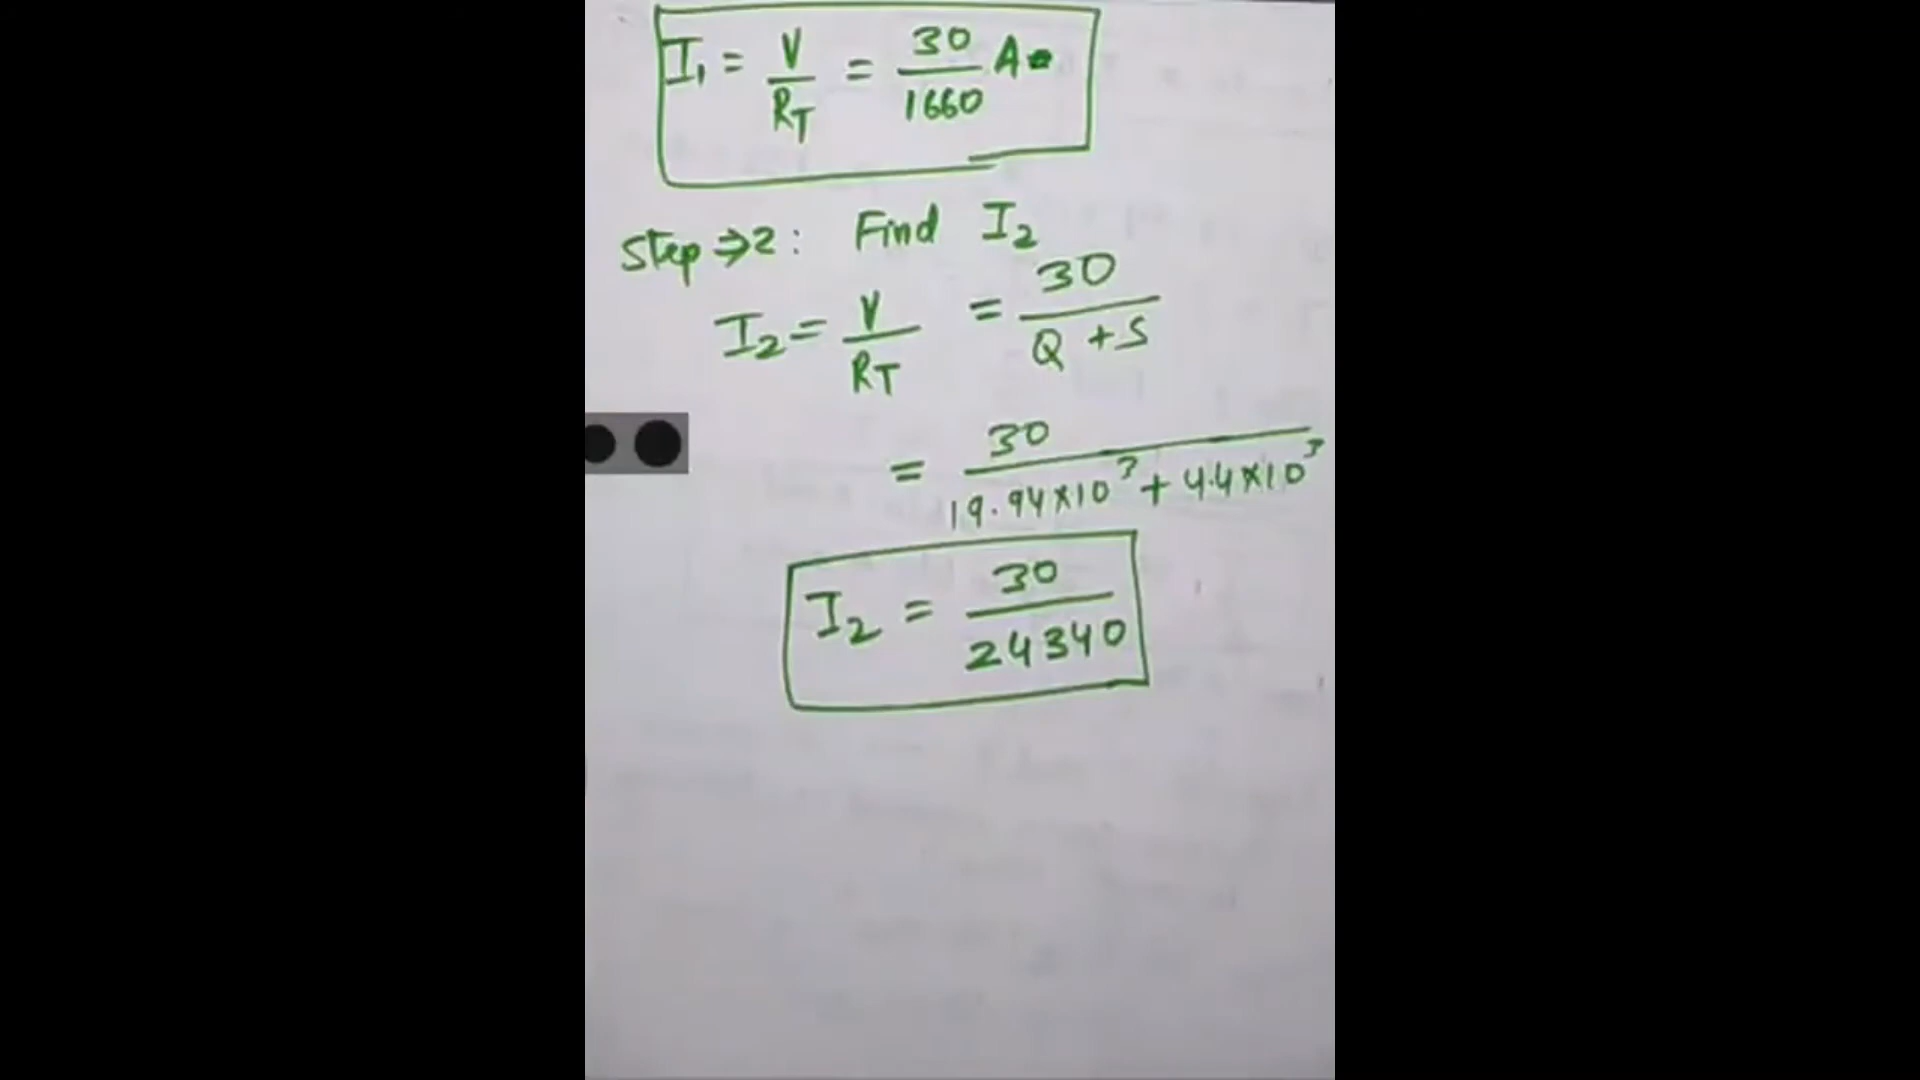 I₁ = V/R_T = 30/1660 A
Step ⇒ 2: Find I₂
I₂ = V/R_T = 30/Q + S
= 30/19.94×10³ + 4.4×10³
I₂ = 30/24340